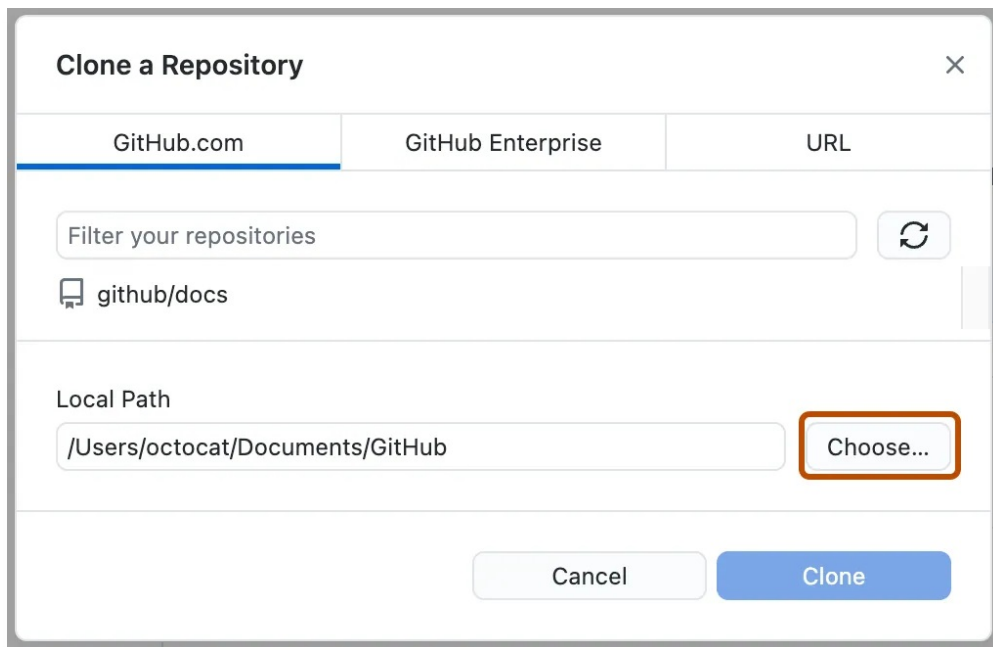 Clone a Repository
GitHub.com GitHub Enterprise URL
Filter your repositories
github/docs
Local Path
/Users/octocat/Documents/GitHub Choose...
Cancel Clone